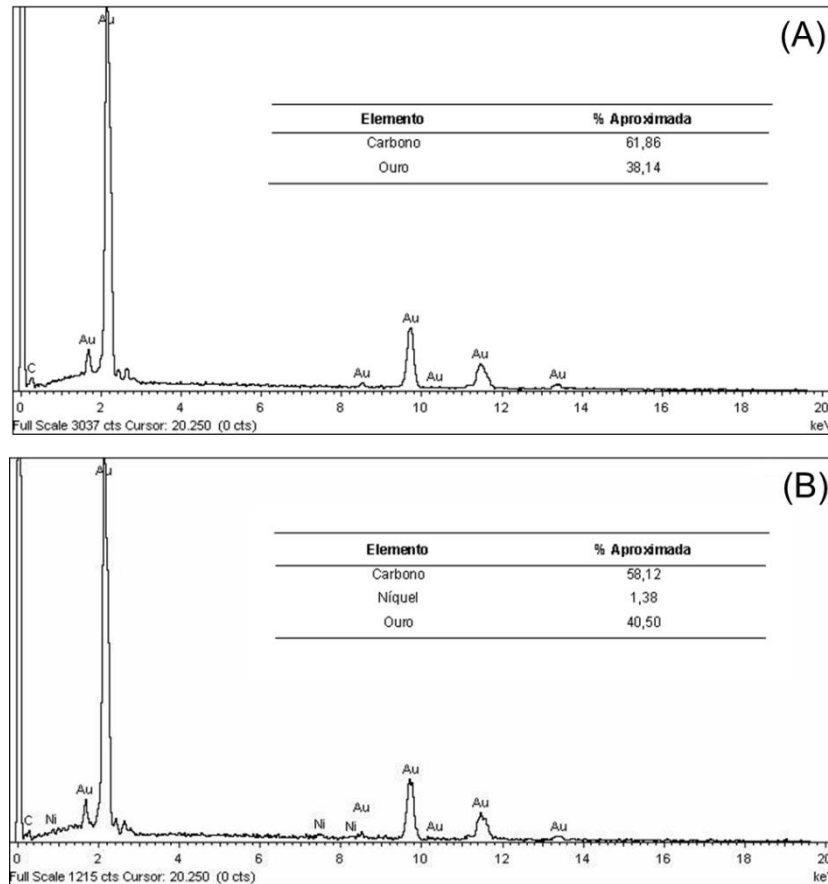 (A)
Au
Elemento % Aproximada
Carbono 61,86
Ouro 38,14
Au
Au
Au
C
Au
Au
Au
0 2 4 6 8 10 12 14 16 18 20
Full Scale 3037 cts Cursor: 20.250 (0 cts) keV
(B)
Au
Elemento % Aproximada
Carbono 58,12
Níquel 1,38
Ouro 40,50
Au
Au
Au
Au
C
Ni
Ni
Ni
Au
Au
0 2 4 6 8 10 12 14 16 18 20
Full Scale 1215 cts Cursor: 20.250 (0 cts) keV